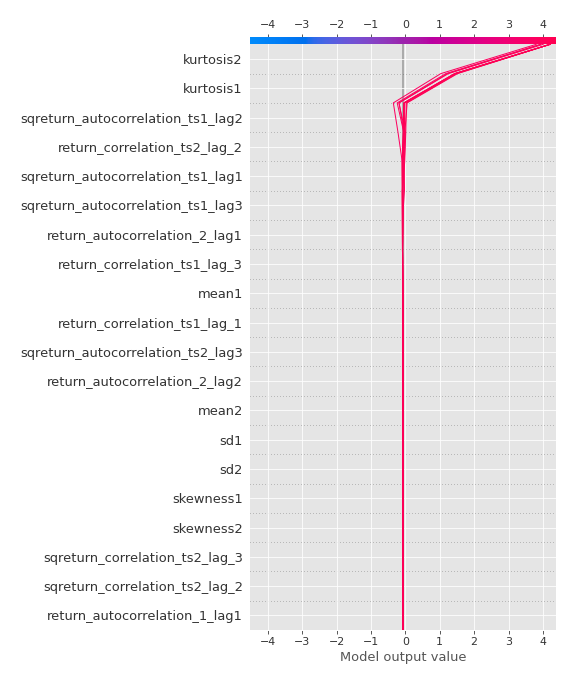 −4 −3 −2 −1 0 1 2 3 4
kurtosis2
kurtosis1
sqreturn_autocorrelation_ts1_lag2
return_correlation_ts2_lag_2
sqreturn_autocorrelation_ts1_lag1
sqreturn_autocorrelation_ts1_lag3
return_autocorrelation_2_lag1
return_correlation_ts1_lag_3
mean1
return_correlation_ts1_lag_1
sqreturn_autocorrelation_ts2_lag3
return_autocorrelation_2_lag2
mean2
sd1
sd2
skewness1
skewness2
sqreturn_correlation_ts2_lag_3
sqreturn_correlation_ts2_lag_2
return_autocorrelation_1_lag1
−4 −3 −2 −1 0 1 2 3 4
Model output value